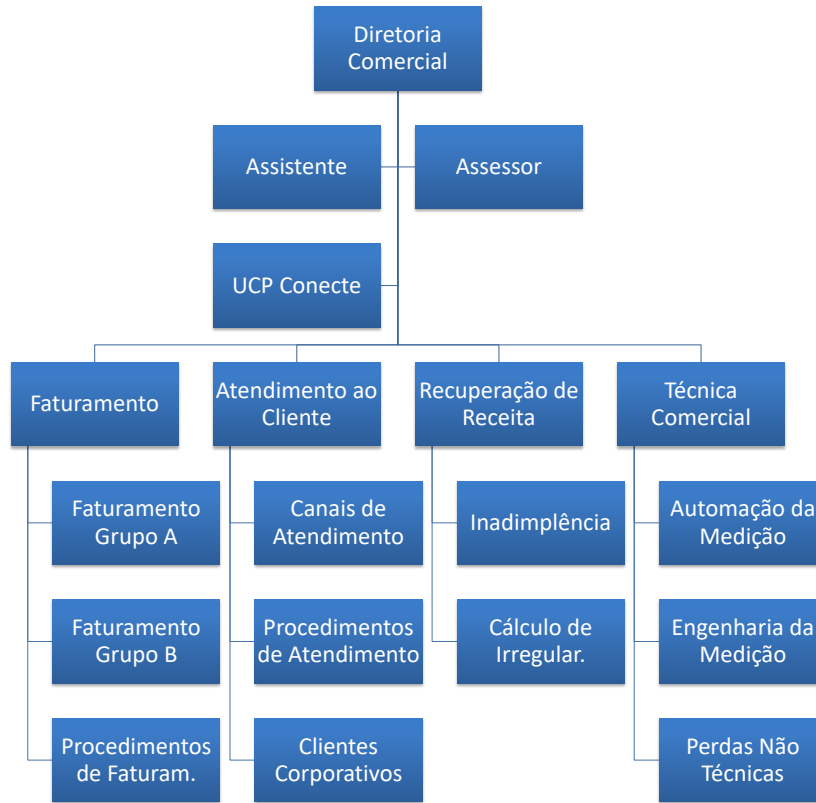 Diretoria
Comercial
Assistente
Assessor
UCP Conecte
Faturamento
Atendimento ao
Cliente
Recuperação de
Receita
Técnica
Comercial
Faturamento
Grupo A
Canais de
Atendimento
Inadimplência
Automação da
Medição
Faturamento
Grupo B
Procedimentos
de Atendimento
Cálculo de
Irregular.
Engenharia da
Medição
Procedimentos
de Faturam.
Clientes
Corporativos
Perdas Não
Técnicas